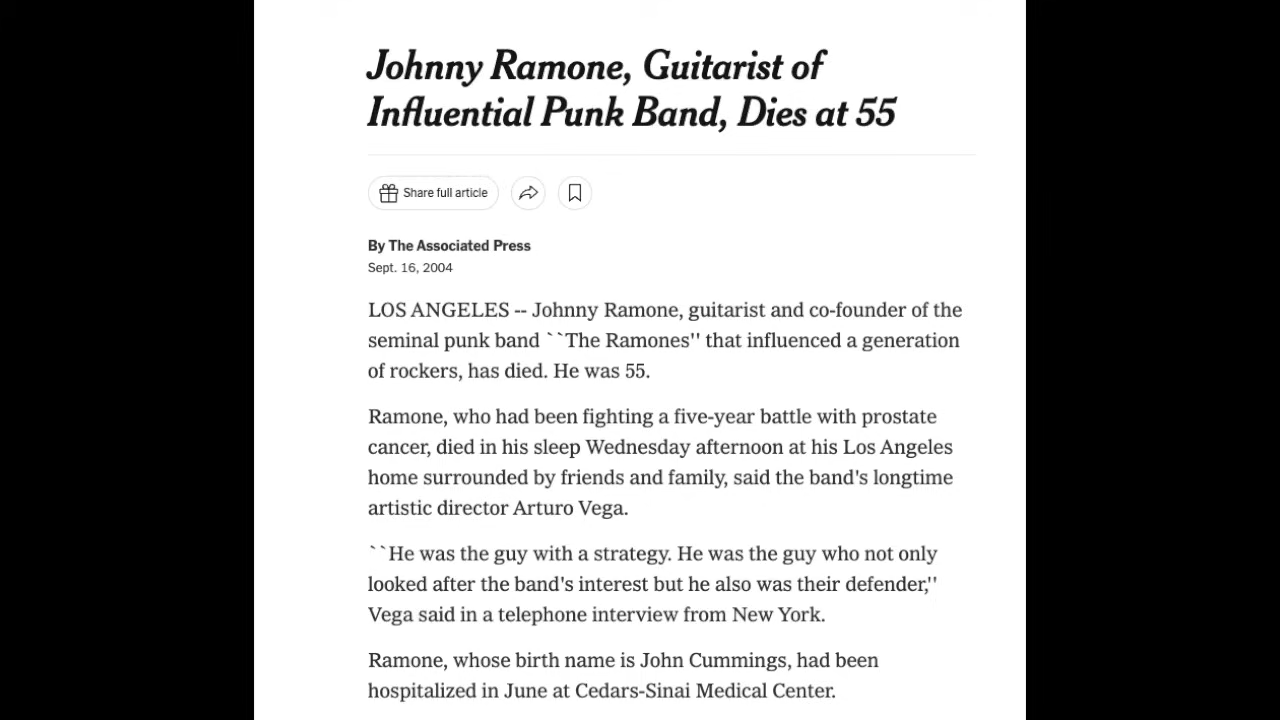 Johnny Ramone, Guitarist of
Influential Punk Band, Dies at 55
Share full article
By The Associated Press
Sept. 16, 2004
LOS ANGELES -- Johnny Ramone, guitarist and co-founder of the
seminal punk band ``The Ramones'' that influenced a generation
of rockers, has died. He was 55.
Ramone, who had been fighting a five-year battle with prostate
cancer, died in his sleep Wednesday afternoon at his Los Angeles
home surrounded by friends and family, said the band's longtime
artistic director Arturo Vega.
``He was the guy with a strategy. He was the guy who not only
looked after the band's interest but he also was their defender,''
Vega said in a telephone interview from New York.
Ramone, whose birth name is John Cummings, had been
hospitalized in June at Cedars-Sinai Medical Center.